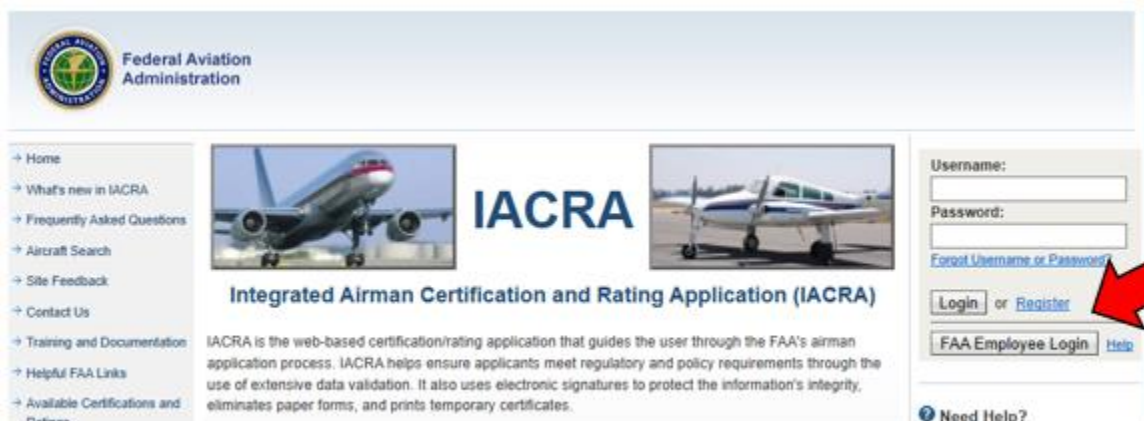 Federal Aviation
Administration
Home
What's new in IACRA
Frequently Asked Questions
Aircraft Search
Site Feedback
Contact Us
Training and Documentation
Helpful FAA Links
Available Certifications and
Ratings
IACRA
Integrated Airman Certification and Rating Application (IACRA)
IACRA is the web-based certification/rating application that guides the user through the FAA's airman
application process. IACRA helps ensure applicants meet regulatory and policy requirements through the
use of extensive data validation. It also uses electronic signatures to protect the information's integrity,
eliminates paper forms, and prints temporary certificates.
Username:
Password:
Forgot Username or Password?
Login or Register
FAA Employee Login Help
Need Help?